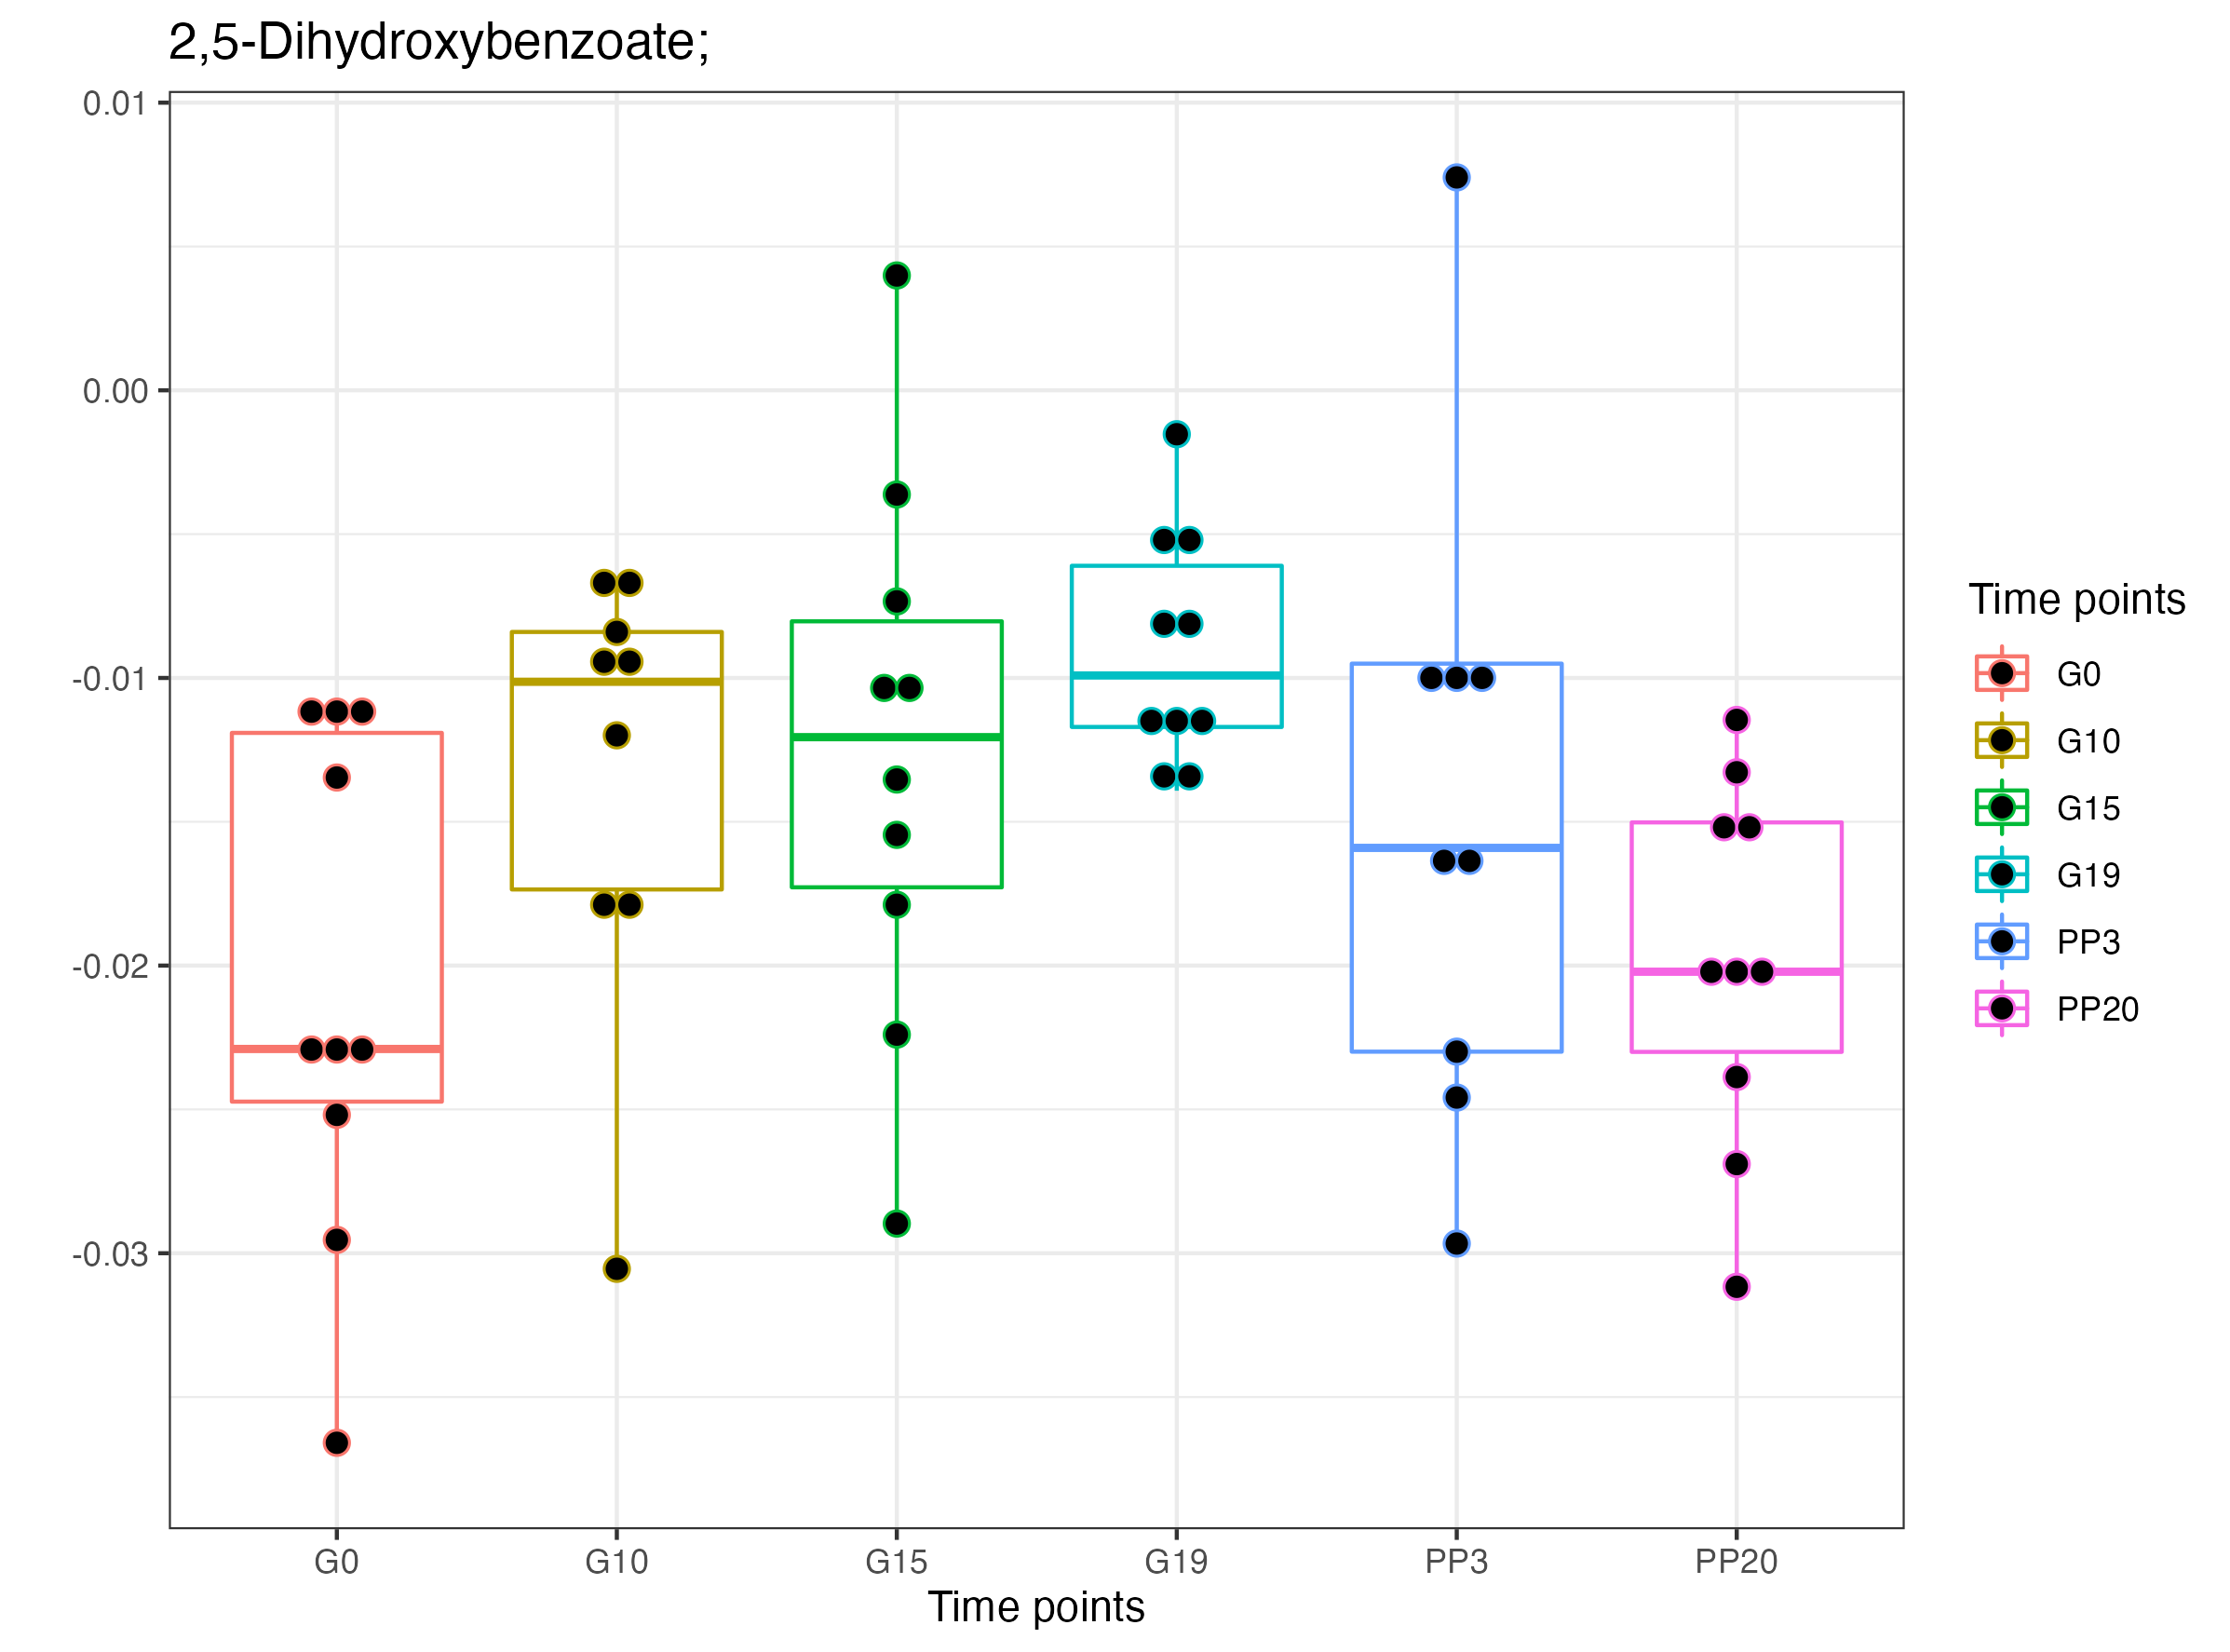 2,5-Dihydroxybenzoate;
0.01
0.00
-0.01
-0.02
-0.03
G0
G10
G15
G19
PP3
PP20
Time points
Time points
G0
G10
G15
G19
PP3
PP20